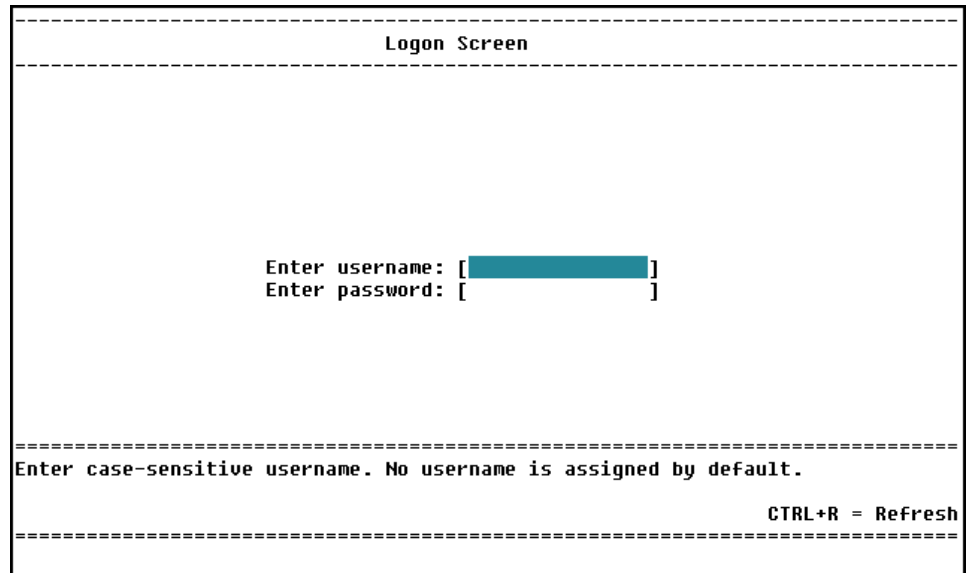 Logon Screen
Enter username: [ ]
Enter password: [ ]
Enter case-sensitive username. No username is assigned by default.
CTRL+R = Refresh